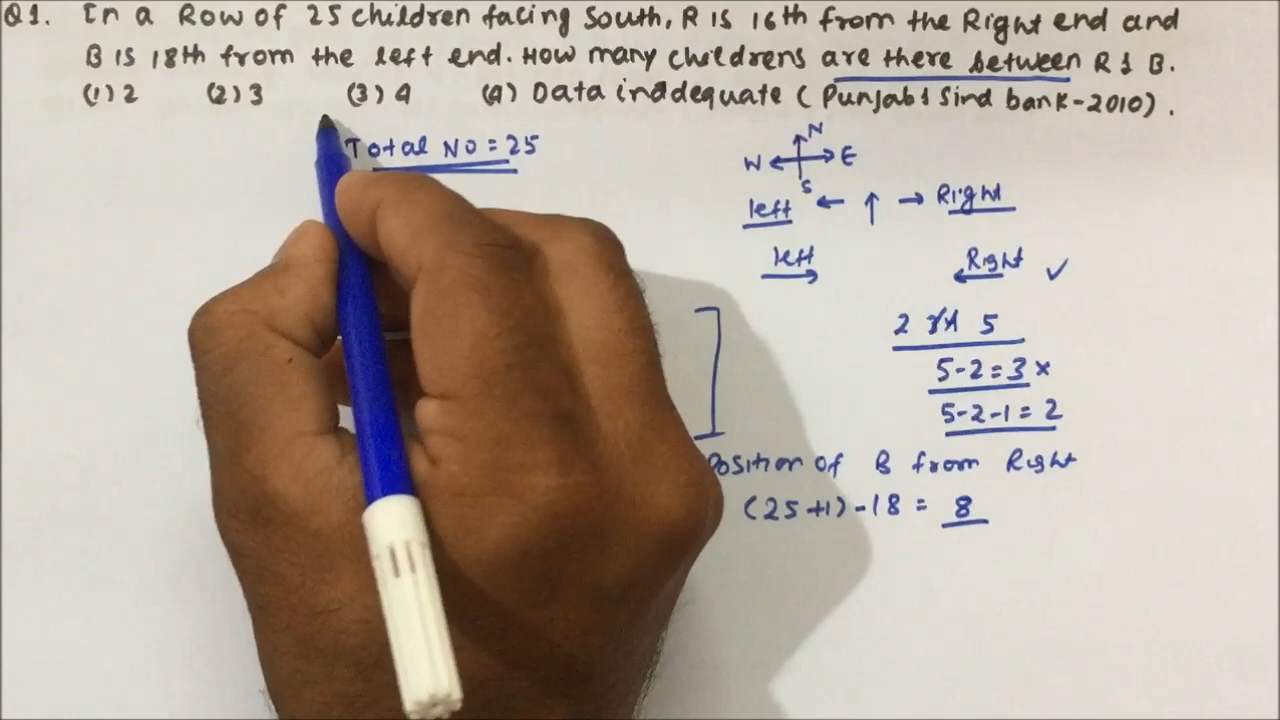 Q1. In a Row of 25 children facing South, R is 16th from the Right end and
B is 18th from the left end. How many childrens are there between R & B.
(1) 2 (2) 3 (3) 4 (4) Data inadequate (Punjab & Sind bank-2010).
Total No = 25
N
W E
S
left ← ↑ → Right
left Right ✓
2 5
5-2=3 ×
5-2-1=2
Position of B from Right
(25+1)-18 = 8